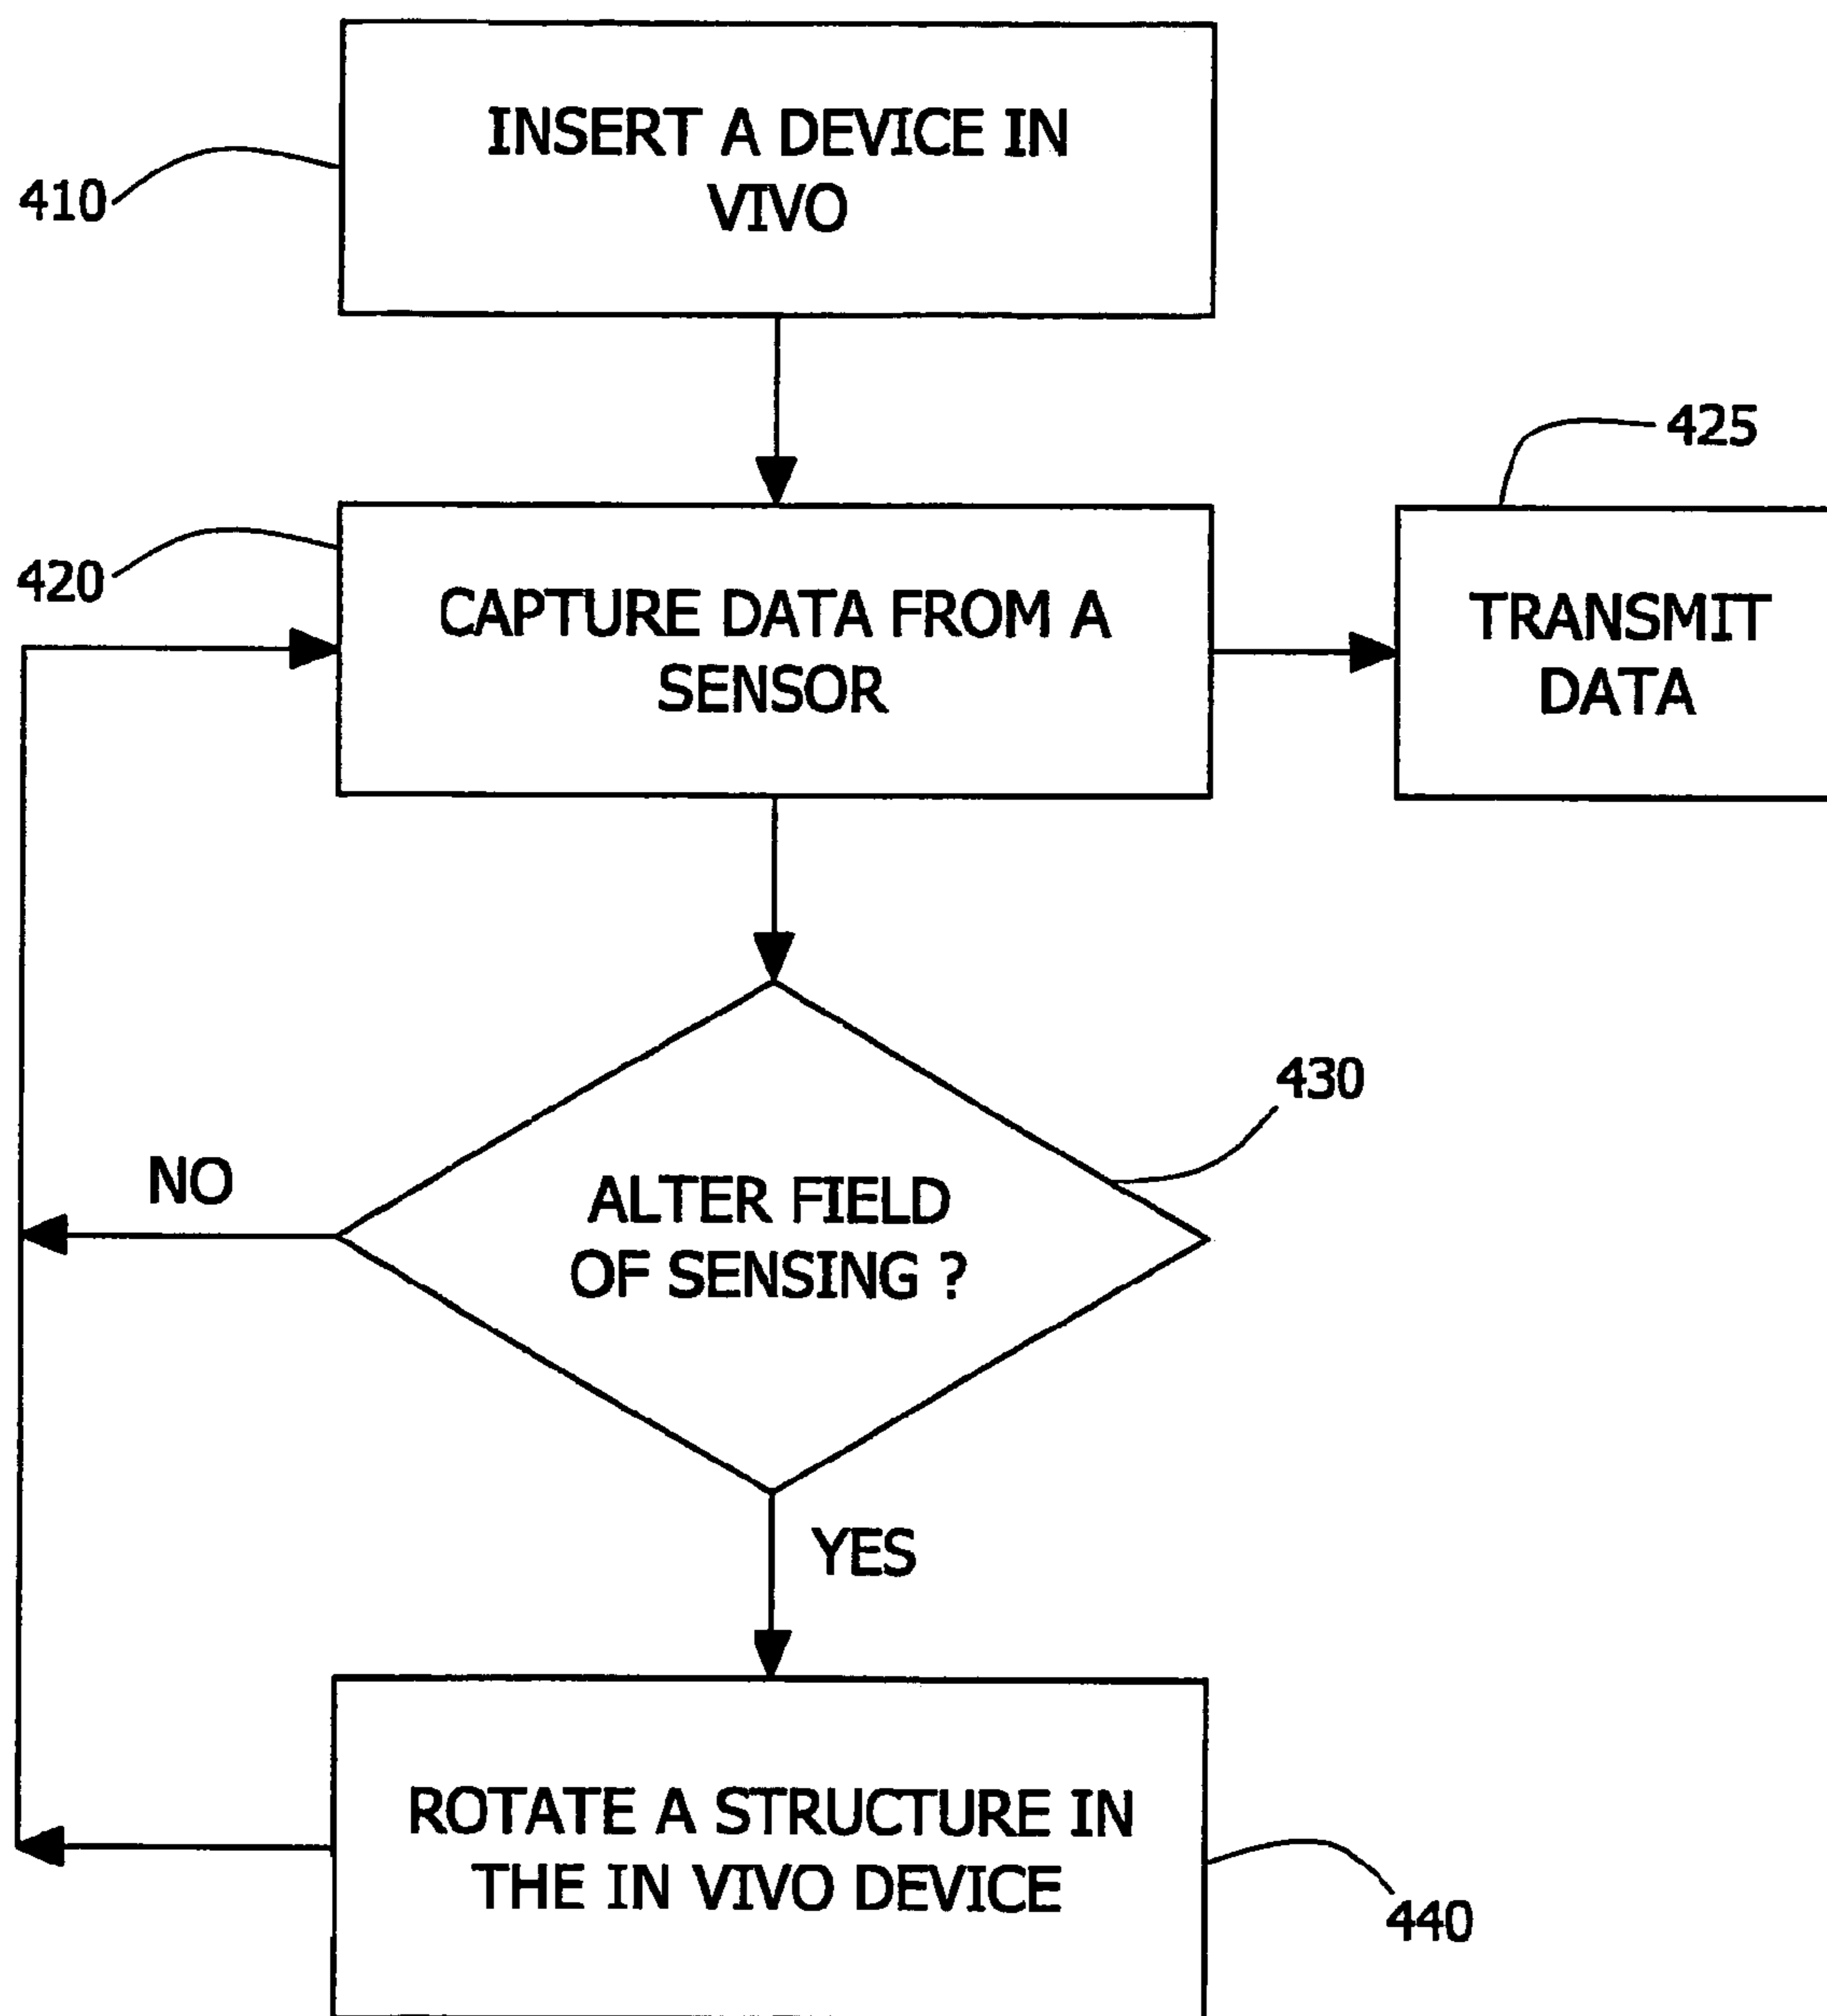 INSERT A DEVICE IN
VIVO
410
425
420
CAPTURE DATA FROM A
SENSOR
TRANSMIT
DATA
430
NO
ALTER FIELD
OF SENSING ?
YES
ROTATE A STRUCTURE IN
THE IN VIVO DEVICE
440